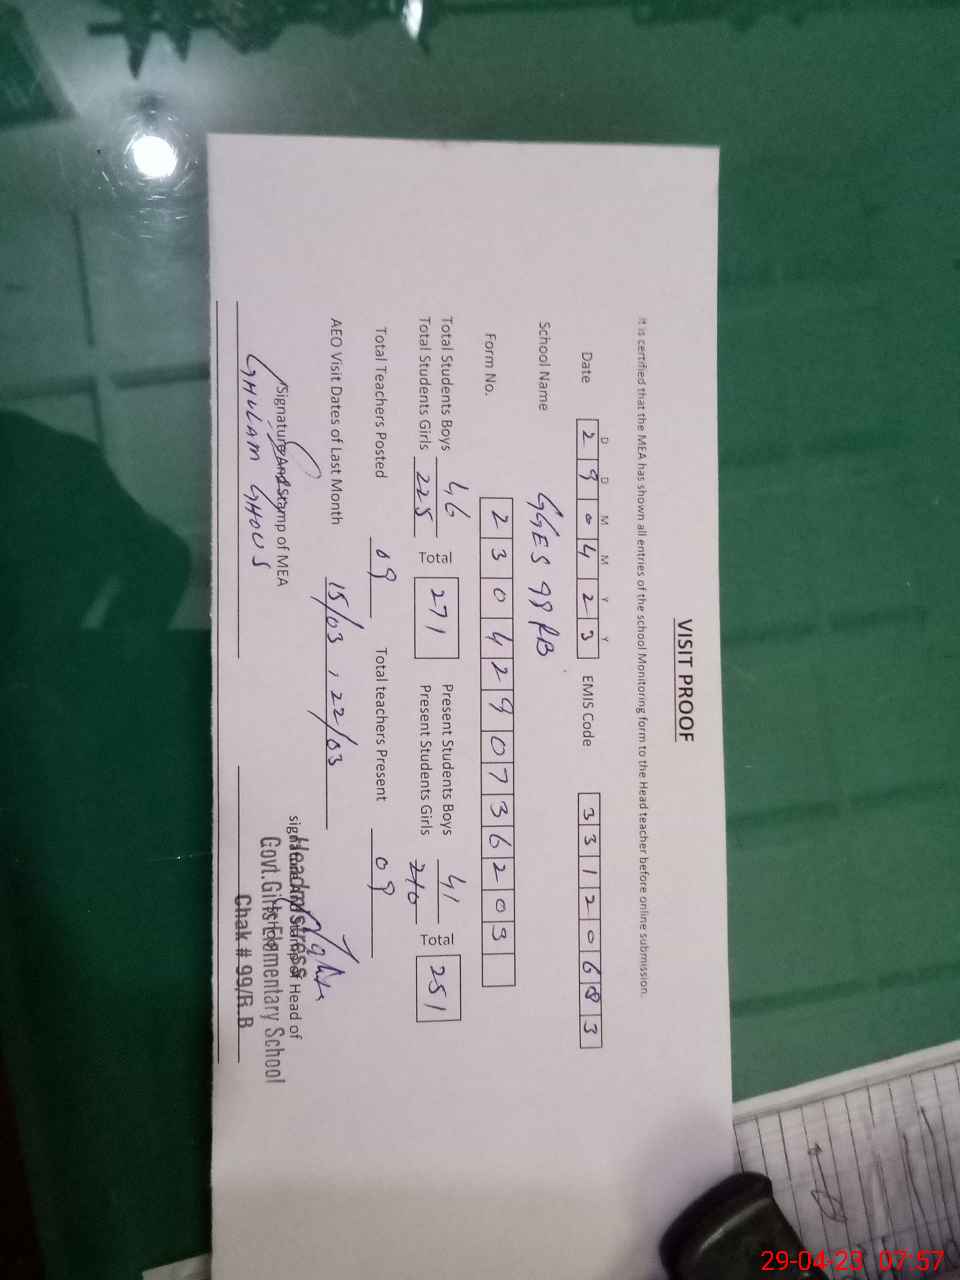 VISIT PROOF
It is certified that the MEA has shown all entries of the school Monitoring form to the Head teacher before online submission.
D D M M Y Y
Date 2 9 0 4 2 3 EMIS Code 3 3 1 2 0 6 8 3
School Name GGES 99 RB
Form No. 2 3 0 4 2 9 0 7 3 6 2 0 9
Total Students Boys 46 Present Students Boys 41
Total Students Girls 225 Total 271 Present Students Girls 210 Total 251
Total Teachers Posted 09 Total teachers Present 09
AEO Visit Dates of Last Month 15/03 , 22/03
Signature And Stamp of MEA
signature And Stamp of Head of
Headmistress
GHULAM GHOUS
Govt. Girls Elementary School
Chak # 99/R.B
29-04-23 07:57